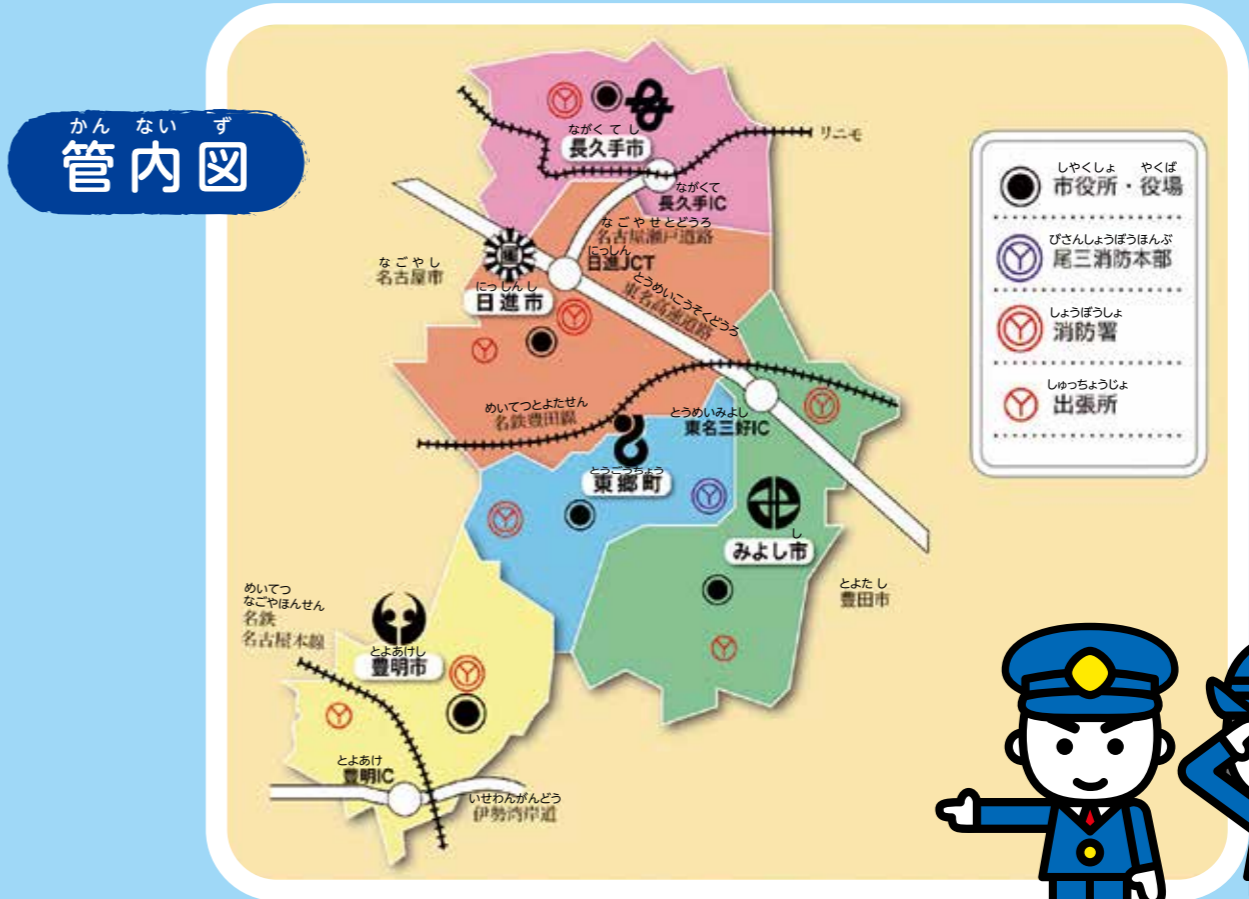 かん ない ず
管内図
リニモ
ながくてし
長久手市
ながくて
長久手IC
なごやせとどうろ
名古屋瀬戸道路
にっしん
日進JCT
なごやし
名古屋市
にっしんし
日進市
とうめいこうそくどうろ
東名高速道路
めいてつとよたせん
名鉄豊田線
とうめいみよし
東名三好IC
とうごうちょう
東郷町
し
みよし市
とよたし
豊田市
めいてつ
なごやほんせん
名鉄
名古屋本線
とよあけし
豊明市
とよあけ
豊明IC
いせわんがんどう
伊勢湾岸道
しやくしょ やくば
市役所・役場
びさんしょうぼうほんぶ
尾三消防本部
しょうぼうしょ
消防署
しゅっちょうじょ
出張所